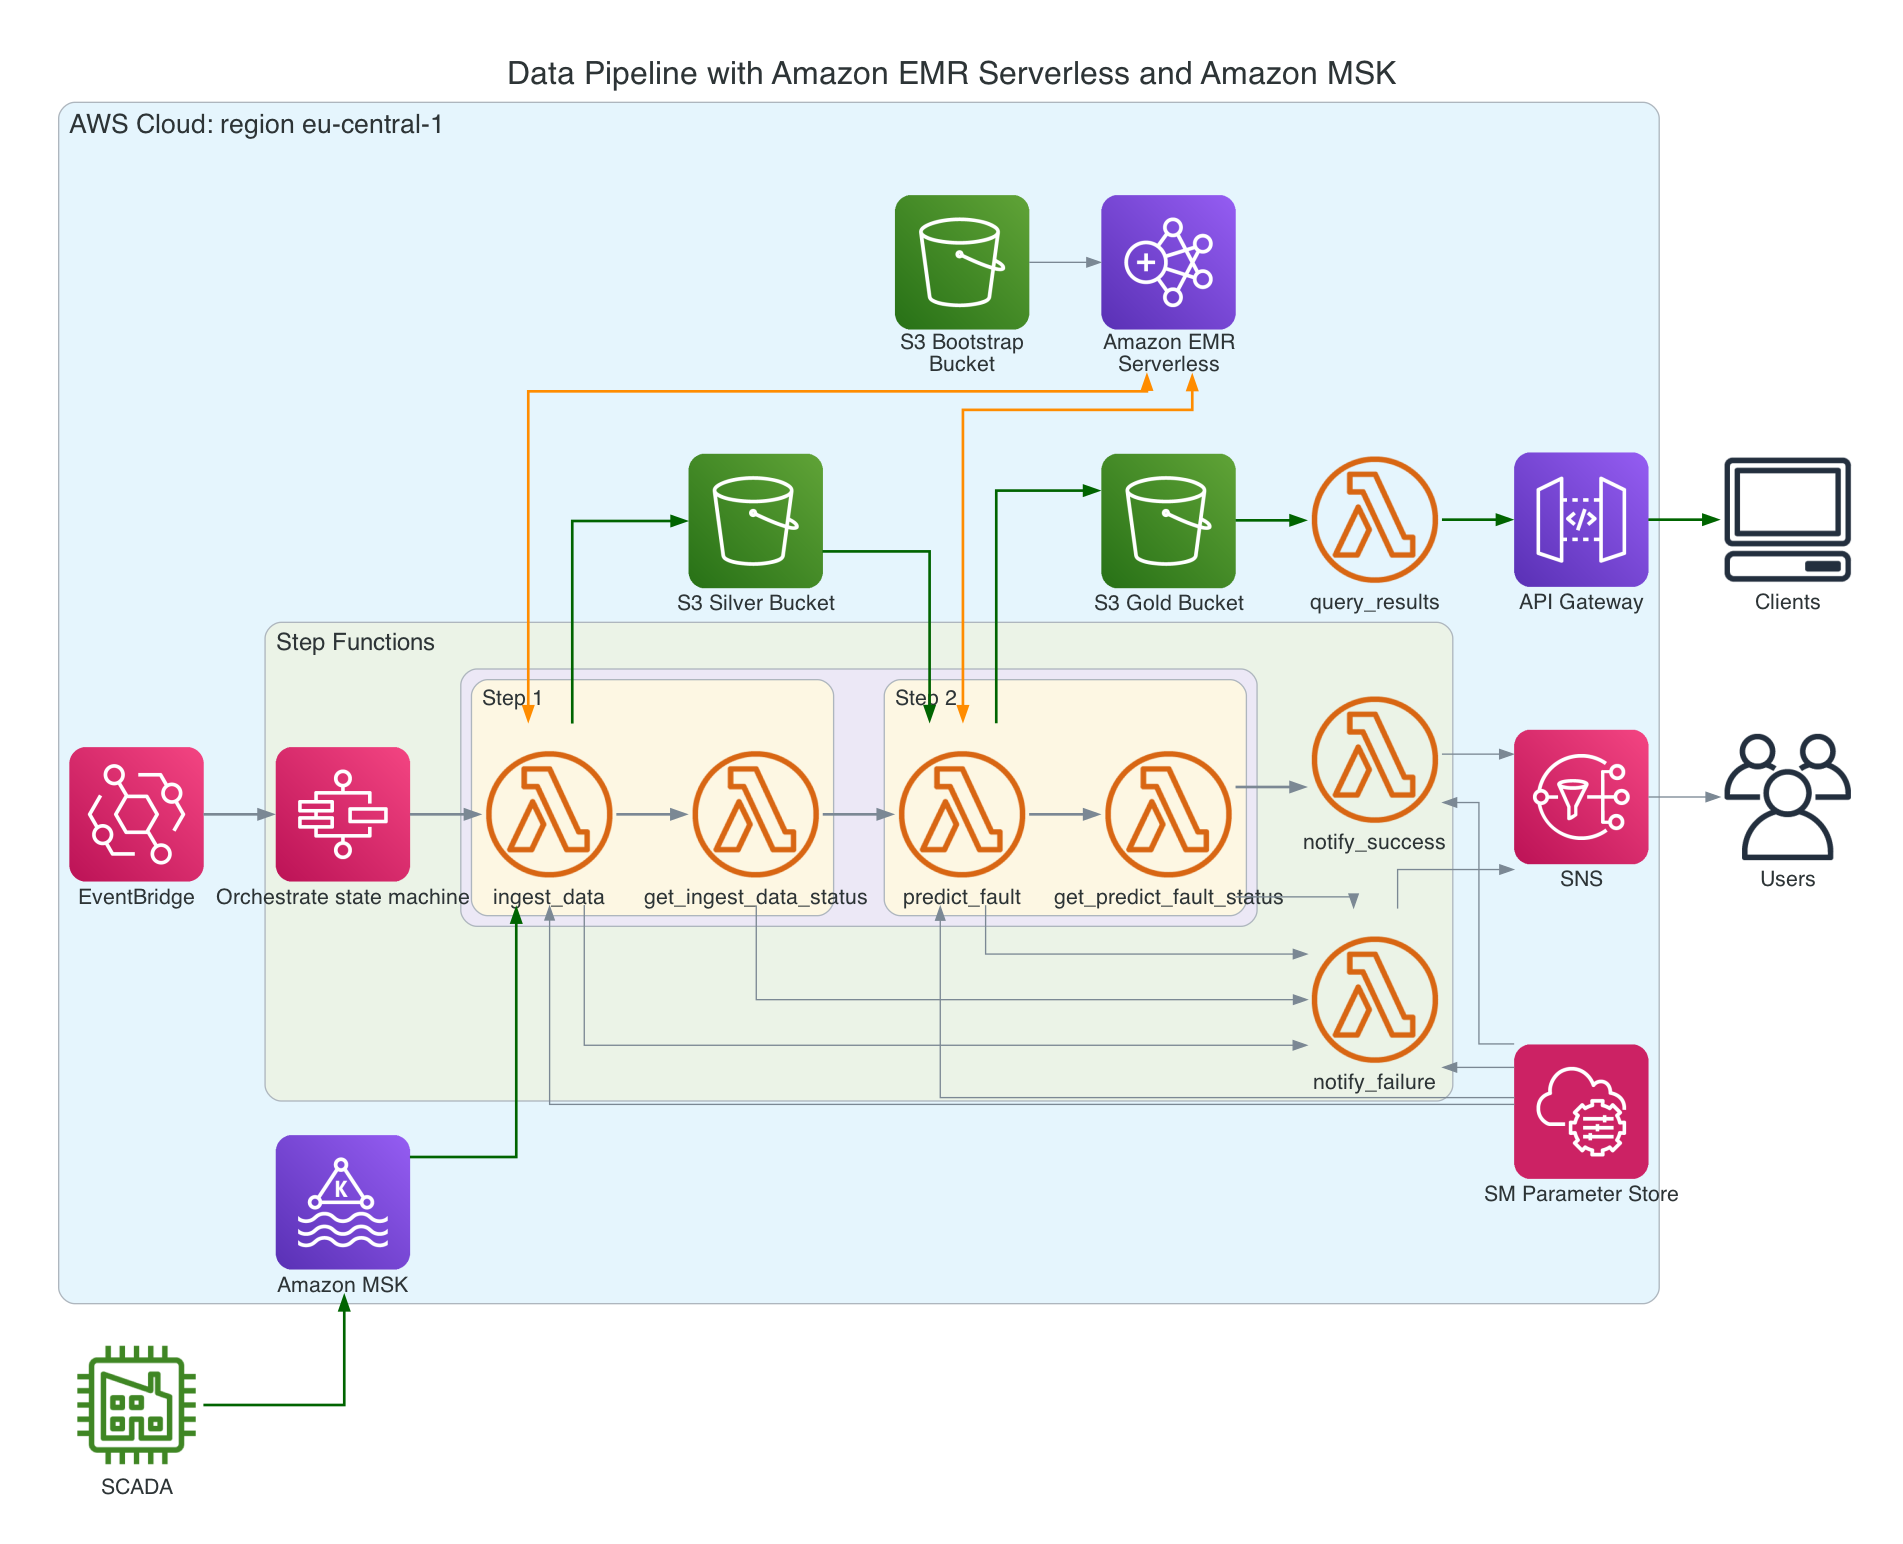 Data Pipeline with Amazon EMR Serverless and Amazon MSK
AWS Cloud: region eu-central-1
S3 Bootstrap
Bucket
Amazon EMR
Serverless
S3 Silver Bucket
S3 Gold Bucket
query_results
API Gateway
Clients
Step Functions
Step 1
Step 2
notify_success
EventBridge
Orchestrate state machine
ingest_data
get_ingest_data_status
predict_fault
get_predict_fault_status
SNS
Users
notify_failure
K
SM Parameter Store
Amazon MSK
SCADA